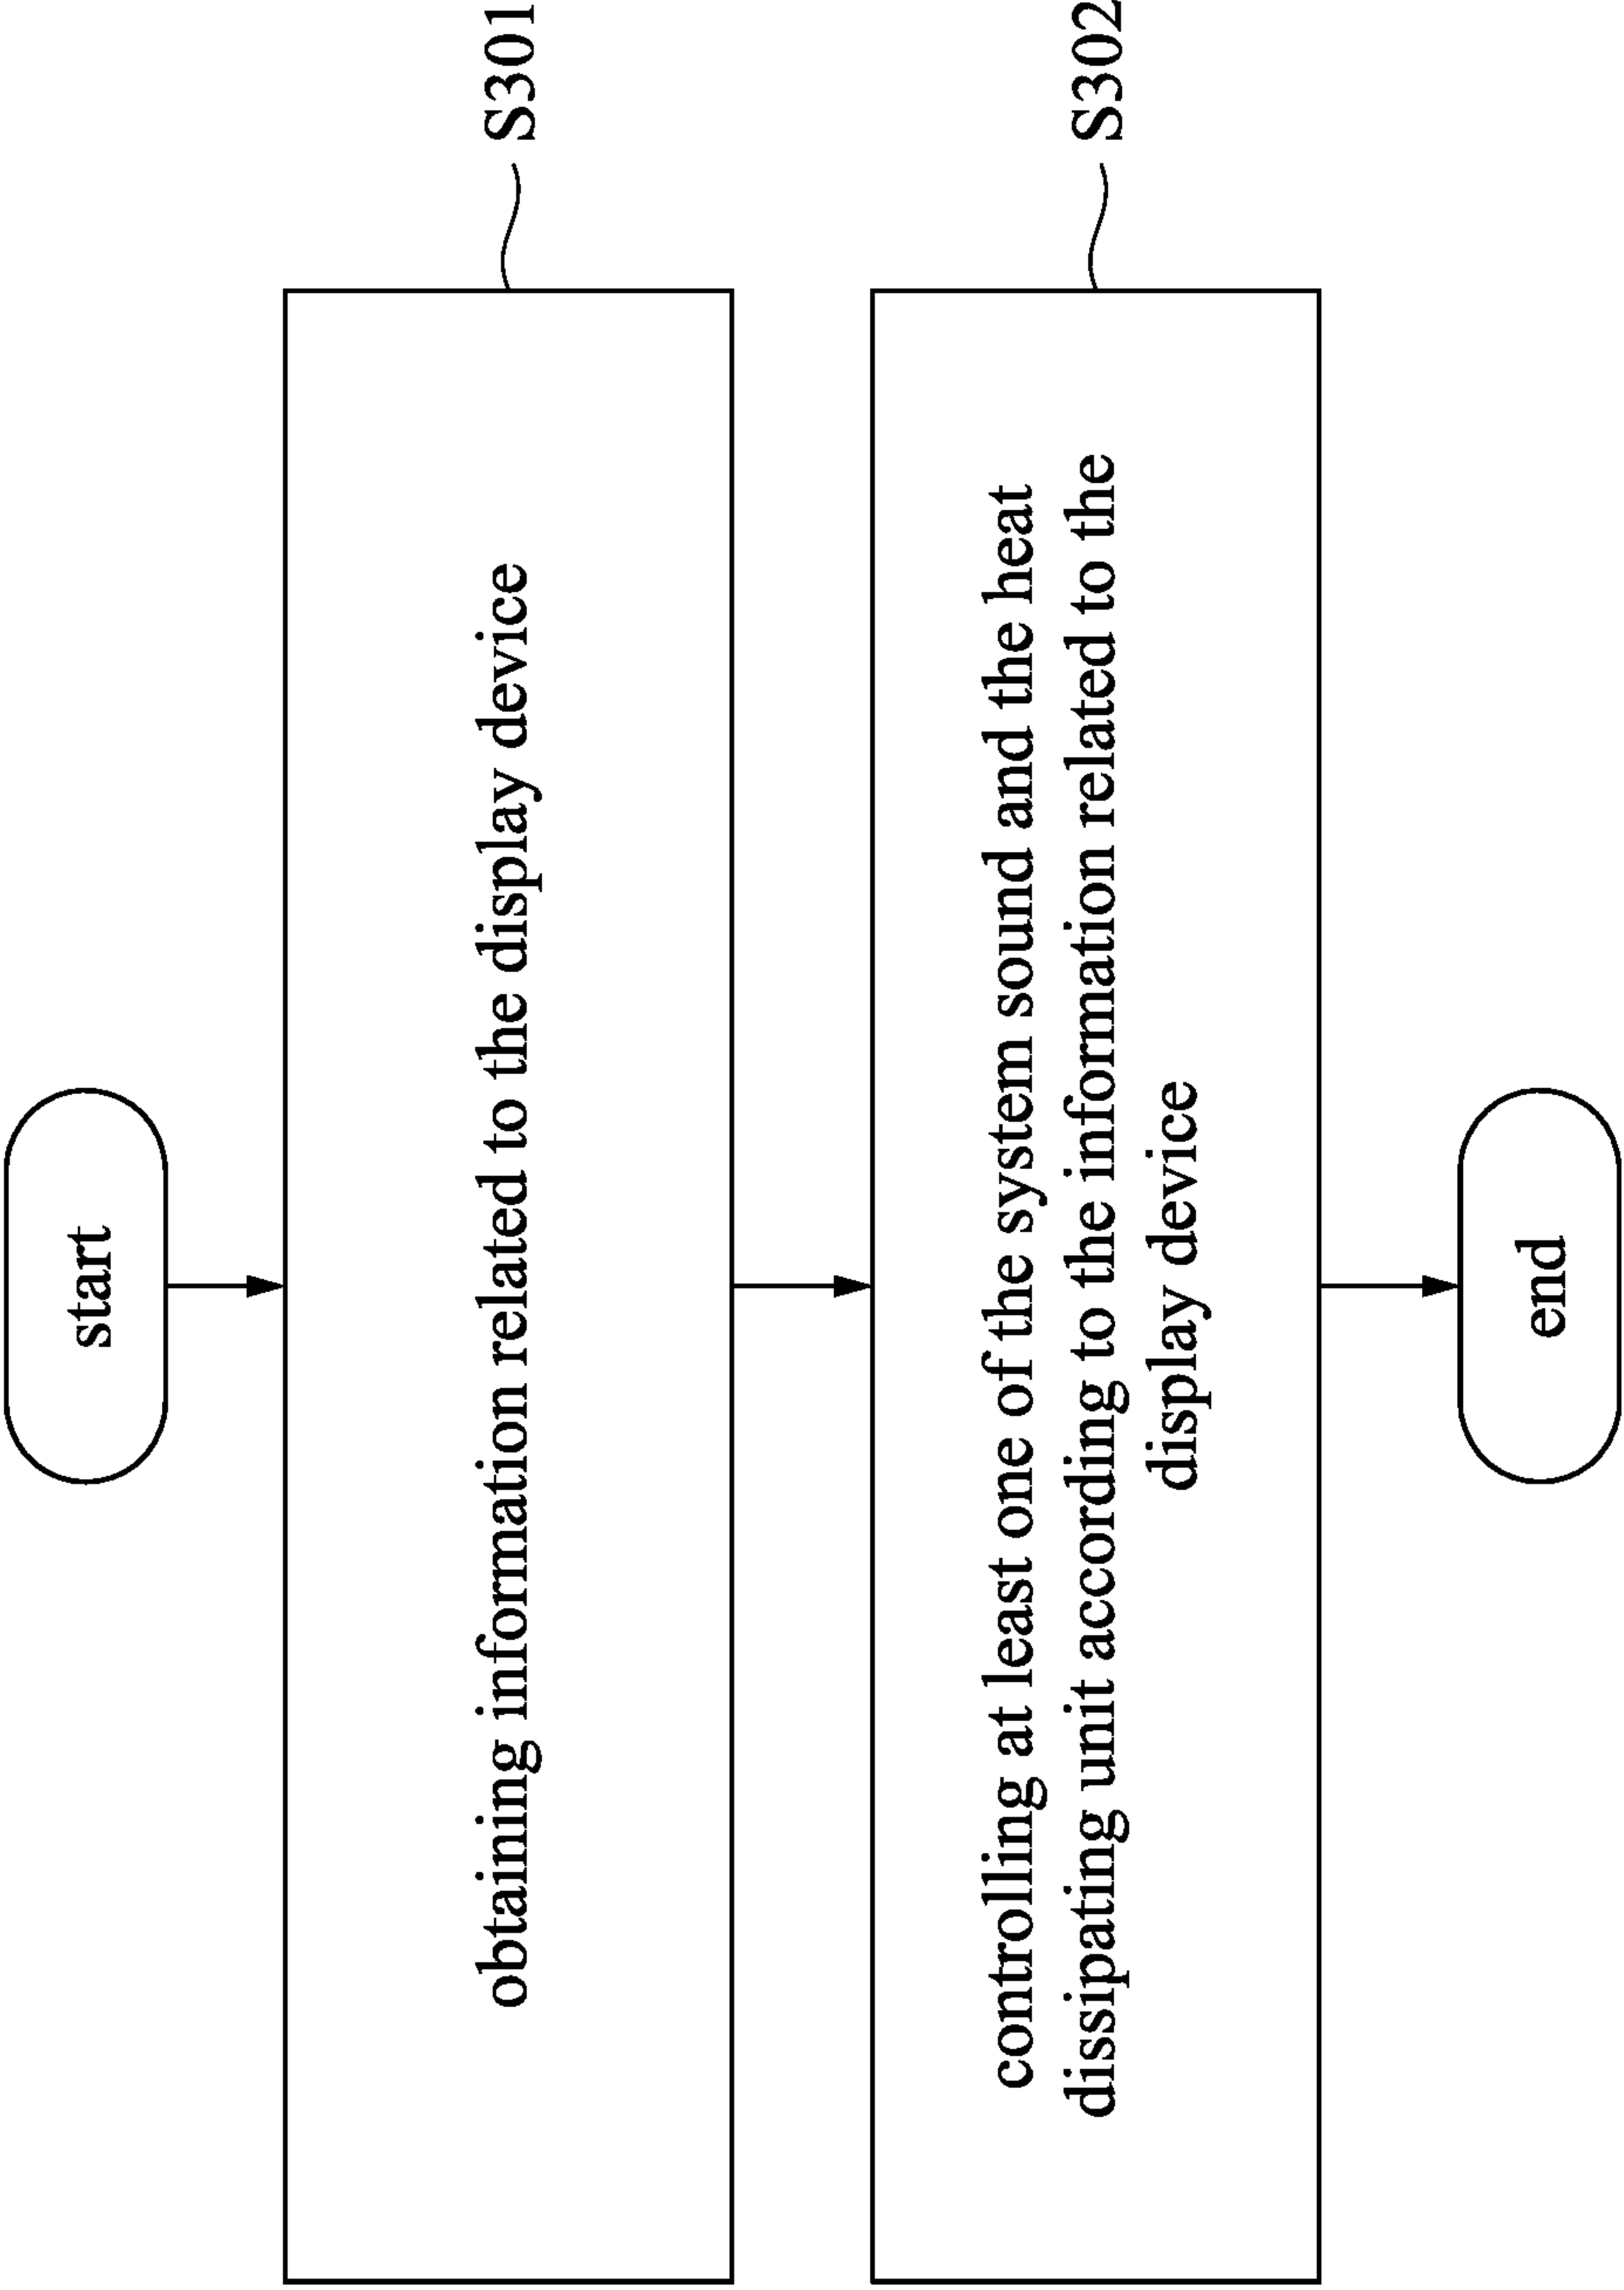 start
obtaining information related to the display device
S301
controlling at least one of the system sound and the heat
dissipating unit according to the information related to the
display device
S302
end